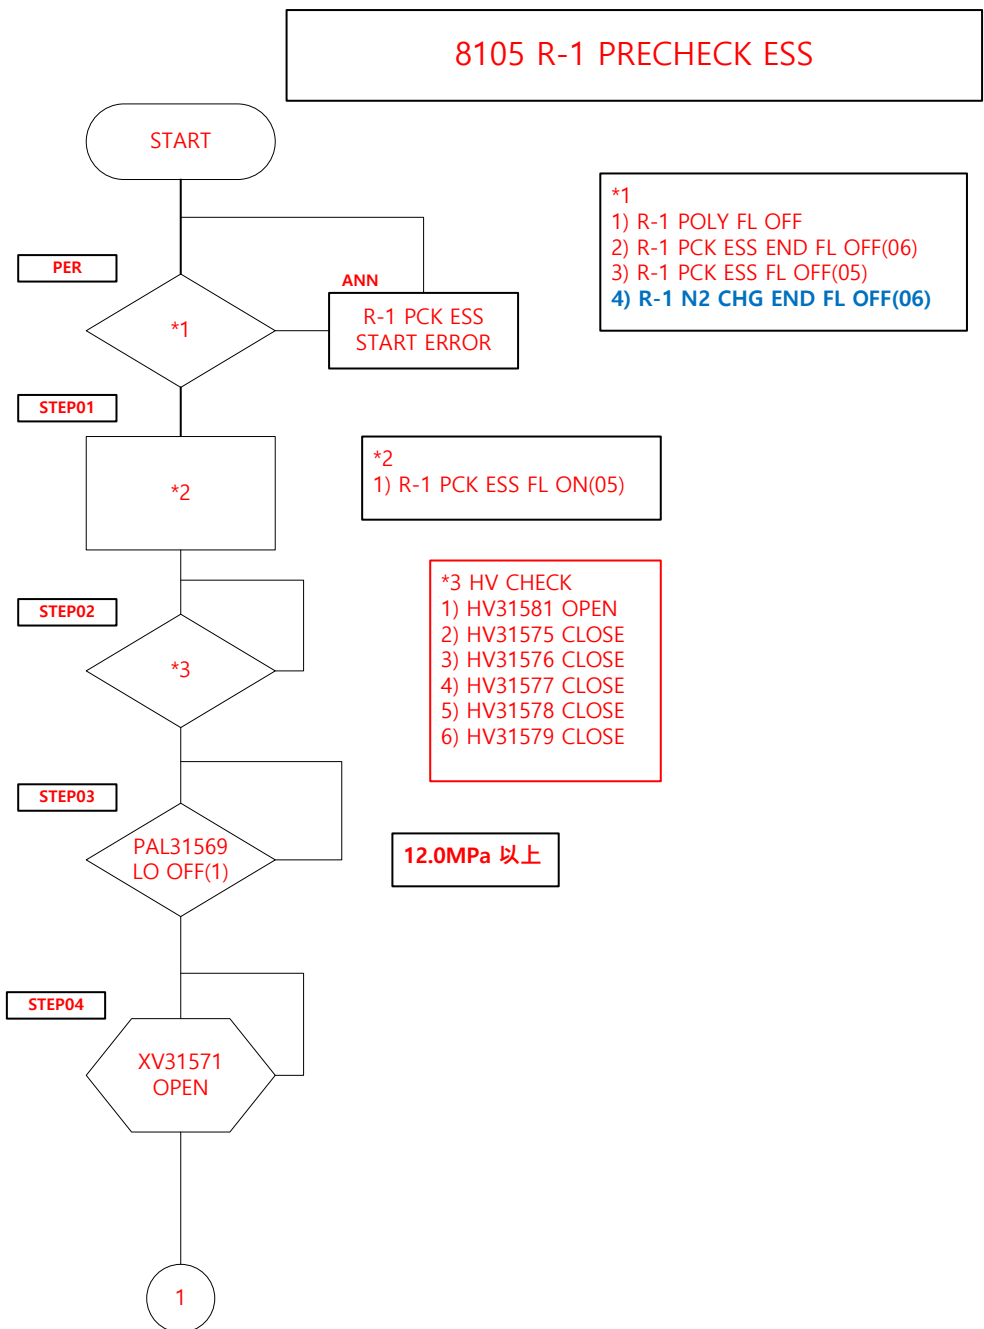 8105 R-1 PRECHECK ESS
START
*1
1) R-1 POLY FL OFF
2) R-1 PCK ESS END FL OFF(06)
3) R-1 PCK ESS FL OFF(05)
4) R-1 N2 CHG END FL OFF(06)
PER
ANN
*1
R-1 PCK ESS
START ERROR
STEP01
*2
*2
1) R-1 PCK ESS FL ON(05)
STEP02
*3
*3 HV CHECK
1) HV31581 OPEN
2) HV31575 CLOSE
3) HV31576 CLOSE
4) HV31577 CLOSE
5) HV31578 CLOSE
6) HV31579 CLOSE
STEP03
PAL31569
LO OFF(1)
12.0MPa 以上
STEP04
XV31571
OPEN
1